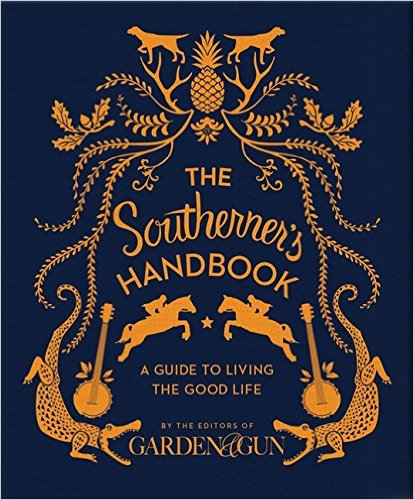 THE
Southerner's
HANDBOOK
A GUIDE TO LIVING
THE GOOD LIFE
BY THE EDITORS OF
GARDEN&GUN